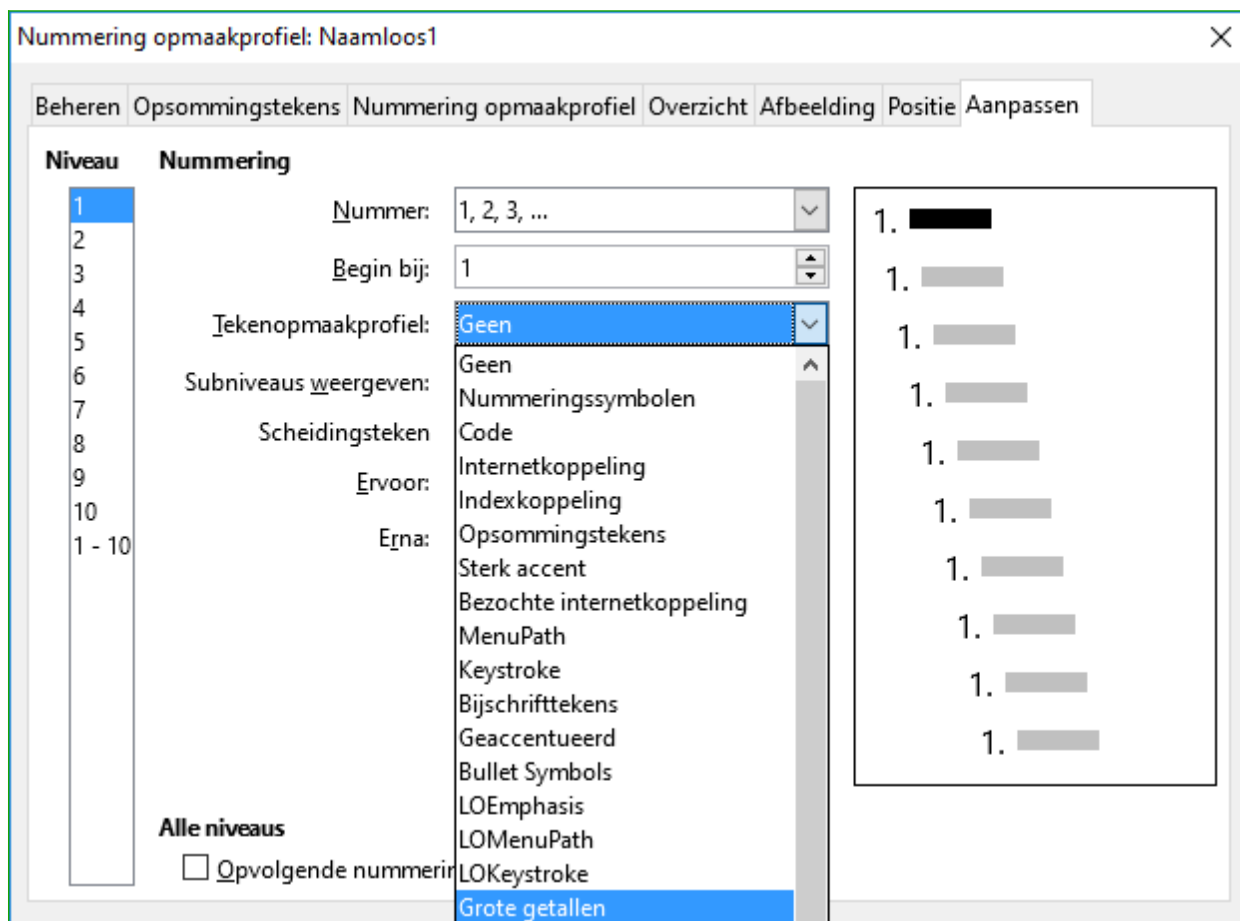 Nummering opmaakprofiel: Naamloos1
Beheren Opsommingstekens Nummering opmaakprofiel Overzicht Afbeelding Positie Aanpassen
Niveau
1
2
3
4
5
6
7
8
9
10
1 - 10
Nummering
Nummer: 1, 2, 3, ...
Begin bij: 1
Tekenopmaakprofiel: Geen
Subniveaus weergeven:
Scheidingsteken
Ervoor:
Erna:
Geen
Nummeringssymbolen
Code
Internetkoppeling
Indexkoppeling
Opsommingstekens
Sterk accent
Bezochte internetkoppeling
MenuPath
Keystroke
Bijschrifttekens
Geaccentueerd
Bullet Symbols
LOEmphasis
LOMenuPath
LOKeystroke
Grote getallen
Alle niveaus
Opvolgende nummerin
1.
1.
1.
1.
1.
1.
1.
1.
1.
1.